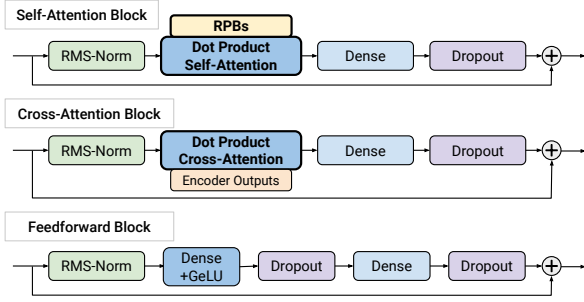 Self-Attention Block
RPBs
RMS-Norm
Dot Product
Self-Attention
Dense
Dropout
Cross-Attention Block
RMS-Norm
Dot Product
Cross-Attention
Dense
Dropout
Encoder Outputs
Feedforward Block
RMS-Norm
Dense
+GeLU
Dropout
Dense
Dropout